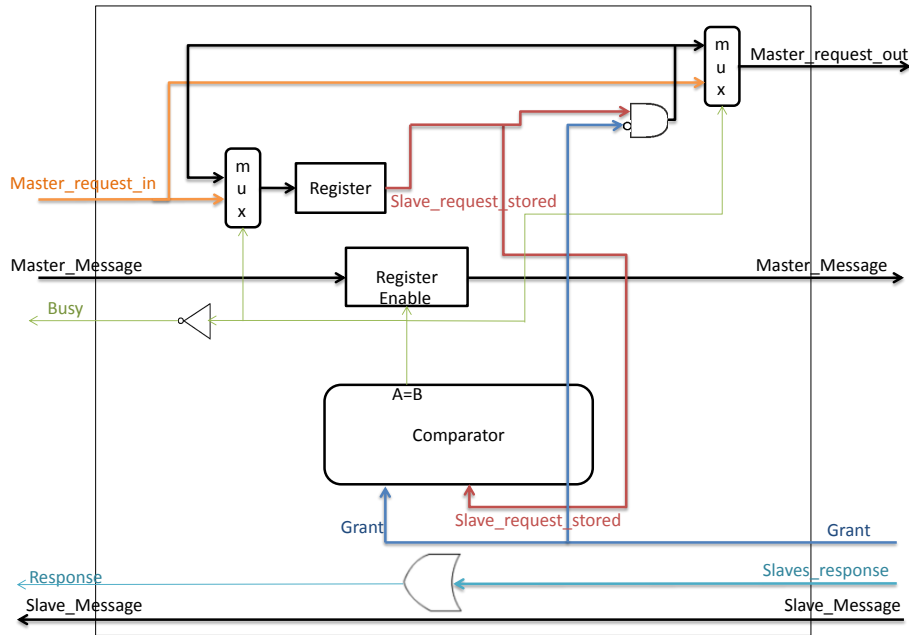 m
u
x
Master_request_out
m
u
x
Register
Master_request_in
Slave_request_stored
Master_Message
Register
Enable
Master_Message
Busy
A=B
Comparator
Grant
Slave_request_stored
Grant
Response
Slaves_response
Slave_Message
Slave_Message